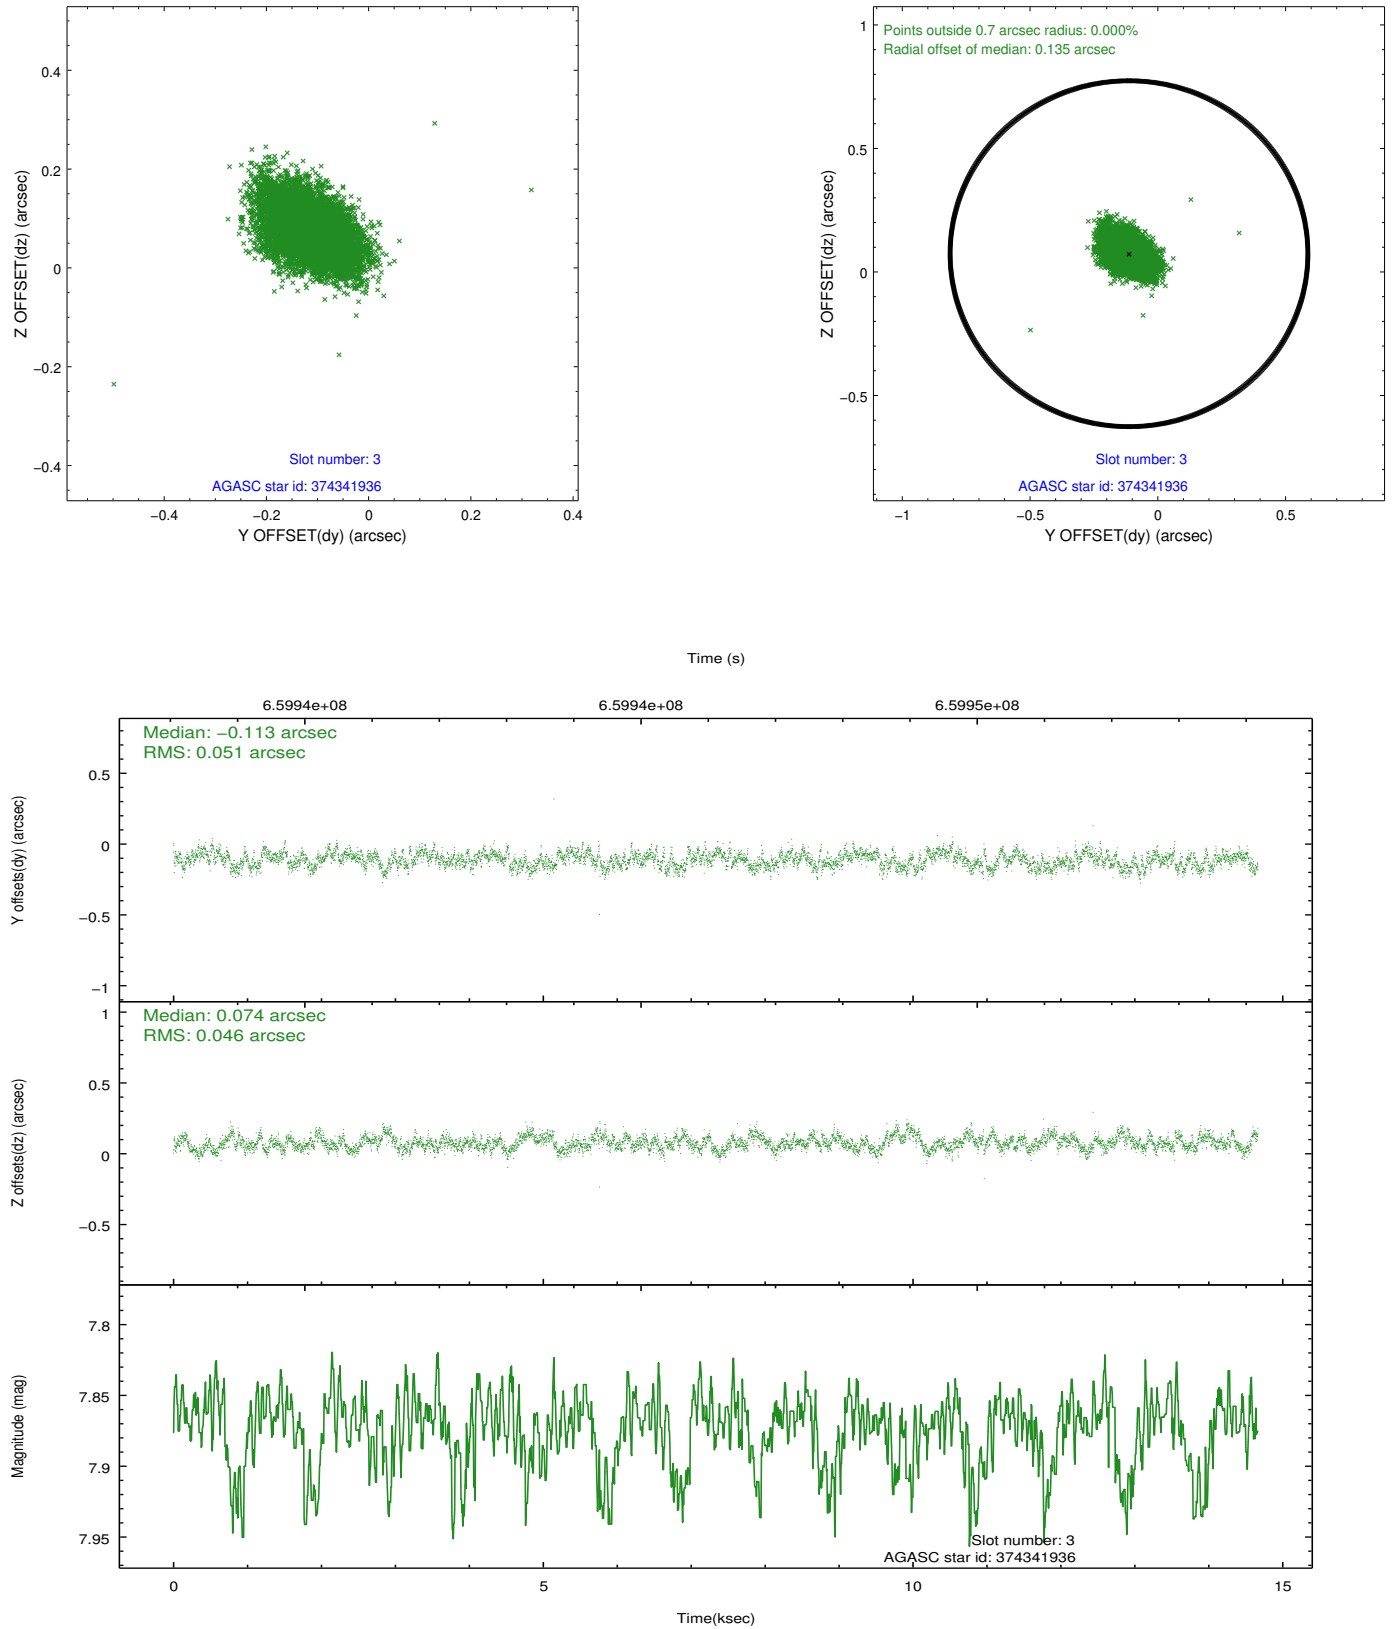 0.4
0.2
0
−0.2
−0.4
Z OFFSET(dz) (arcsec)
Slot number: 3
AGASC star id: 374341936
−0.4
−0.2
0
0.2
0.4
Y OFFSET(dy) (arcsec)
Points outside 0.7 arcsec radius: 0.000%
Radial offset of median: 0.135 arcsec
1
0.5
0
−0.5
Z OFFSET(dz) (arcsec)
Slot number: 3
AGASC star id: 374341936
−1
−0.5
0
0.5
Y OFFSET(dy) (arcsec)
Time (s)
6.5994e+08
6.5994e+08
6.5995e+08
Median: −0.113 arcsec
RMS: 0.051 arcsec
0.5
0
−0.5
−1
Y offsets(dy) (arcsec)
Median: 0.074 arcsec
RMS: 0.046 arcsec
1
0.5
0
−0.5
Z offsets(dz) (arcsec)
7.8
7.85
7.9
7.95
Magnitude (mag)
Slot number: 3
AGASC star id: 374341936
0
5
10
15
Time(ksec)